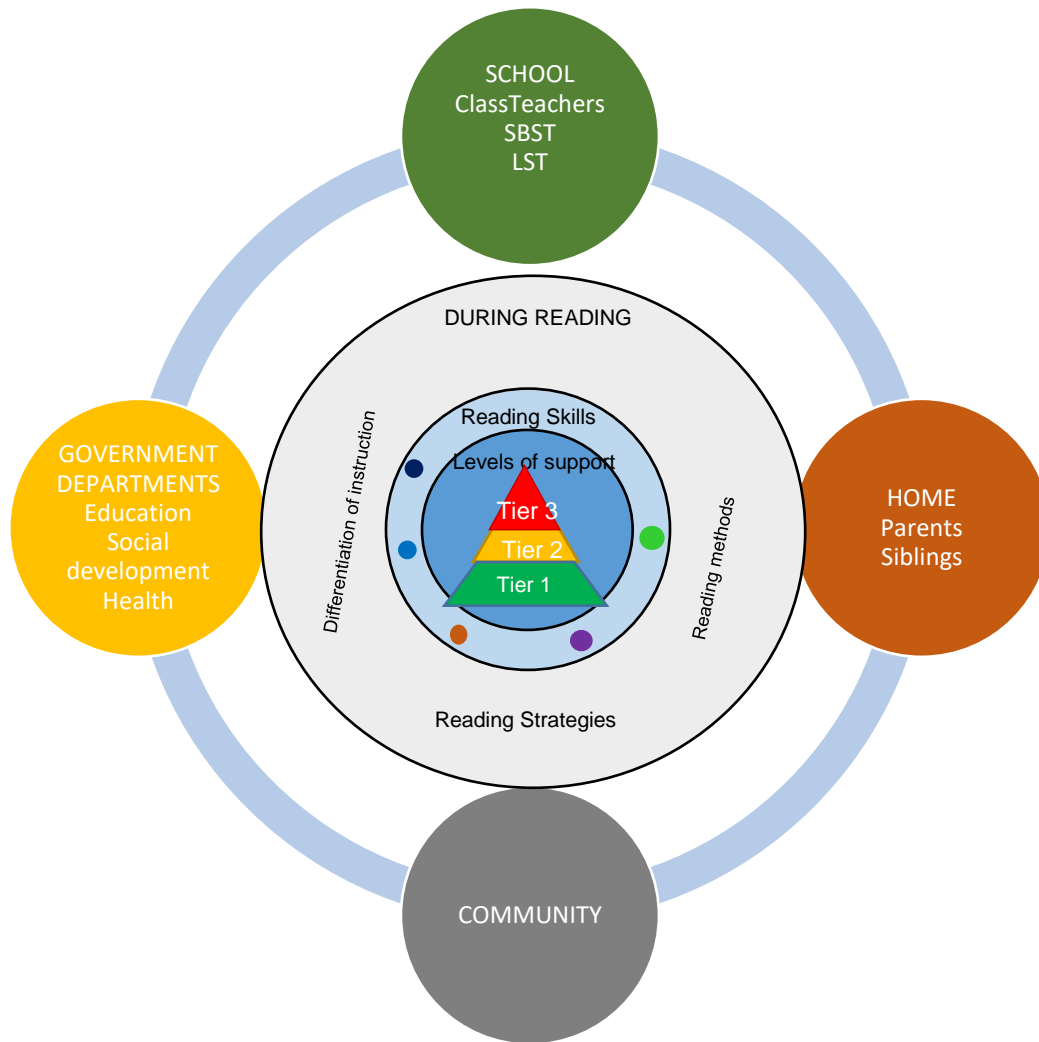 SCHOOL
ClassTeachers
SBST
LST
DURING READING
Reading Skills
Levels of support
Differentiation of instruction
Reading methods
GOVERNMENT
DEPARTMENTS
Education
Social
development
Health
Tier 3
Tier 2
Tier 1
HOME
Parents
Siblings
Reading Strategies
COMMUNITY